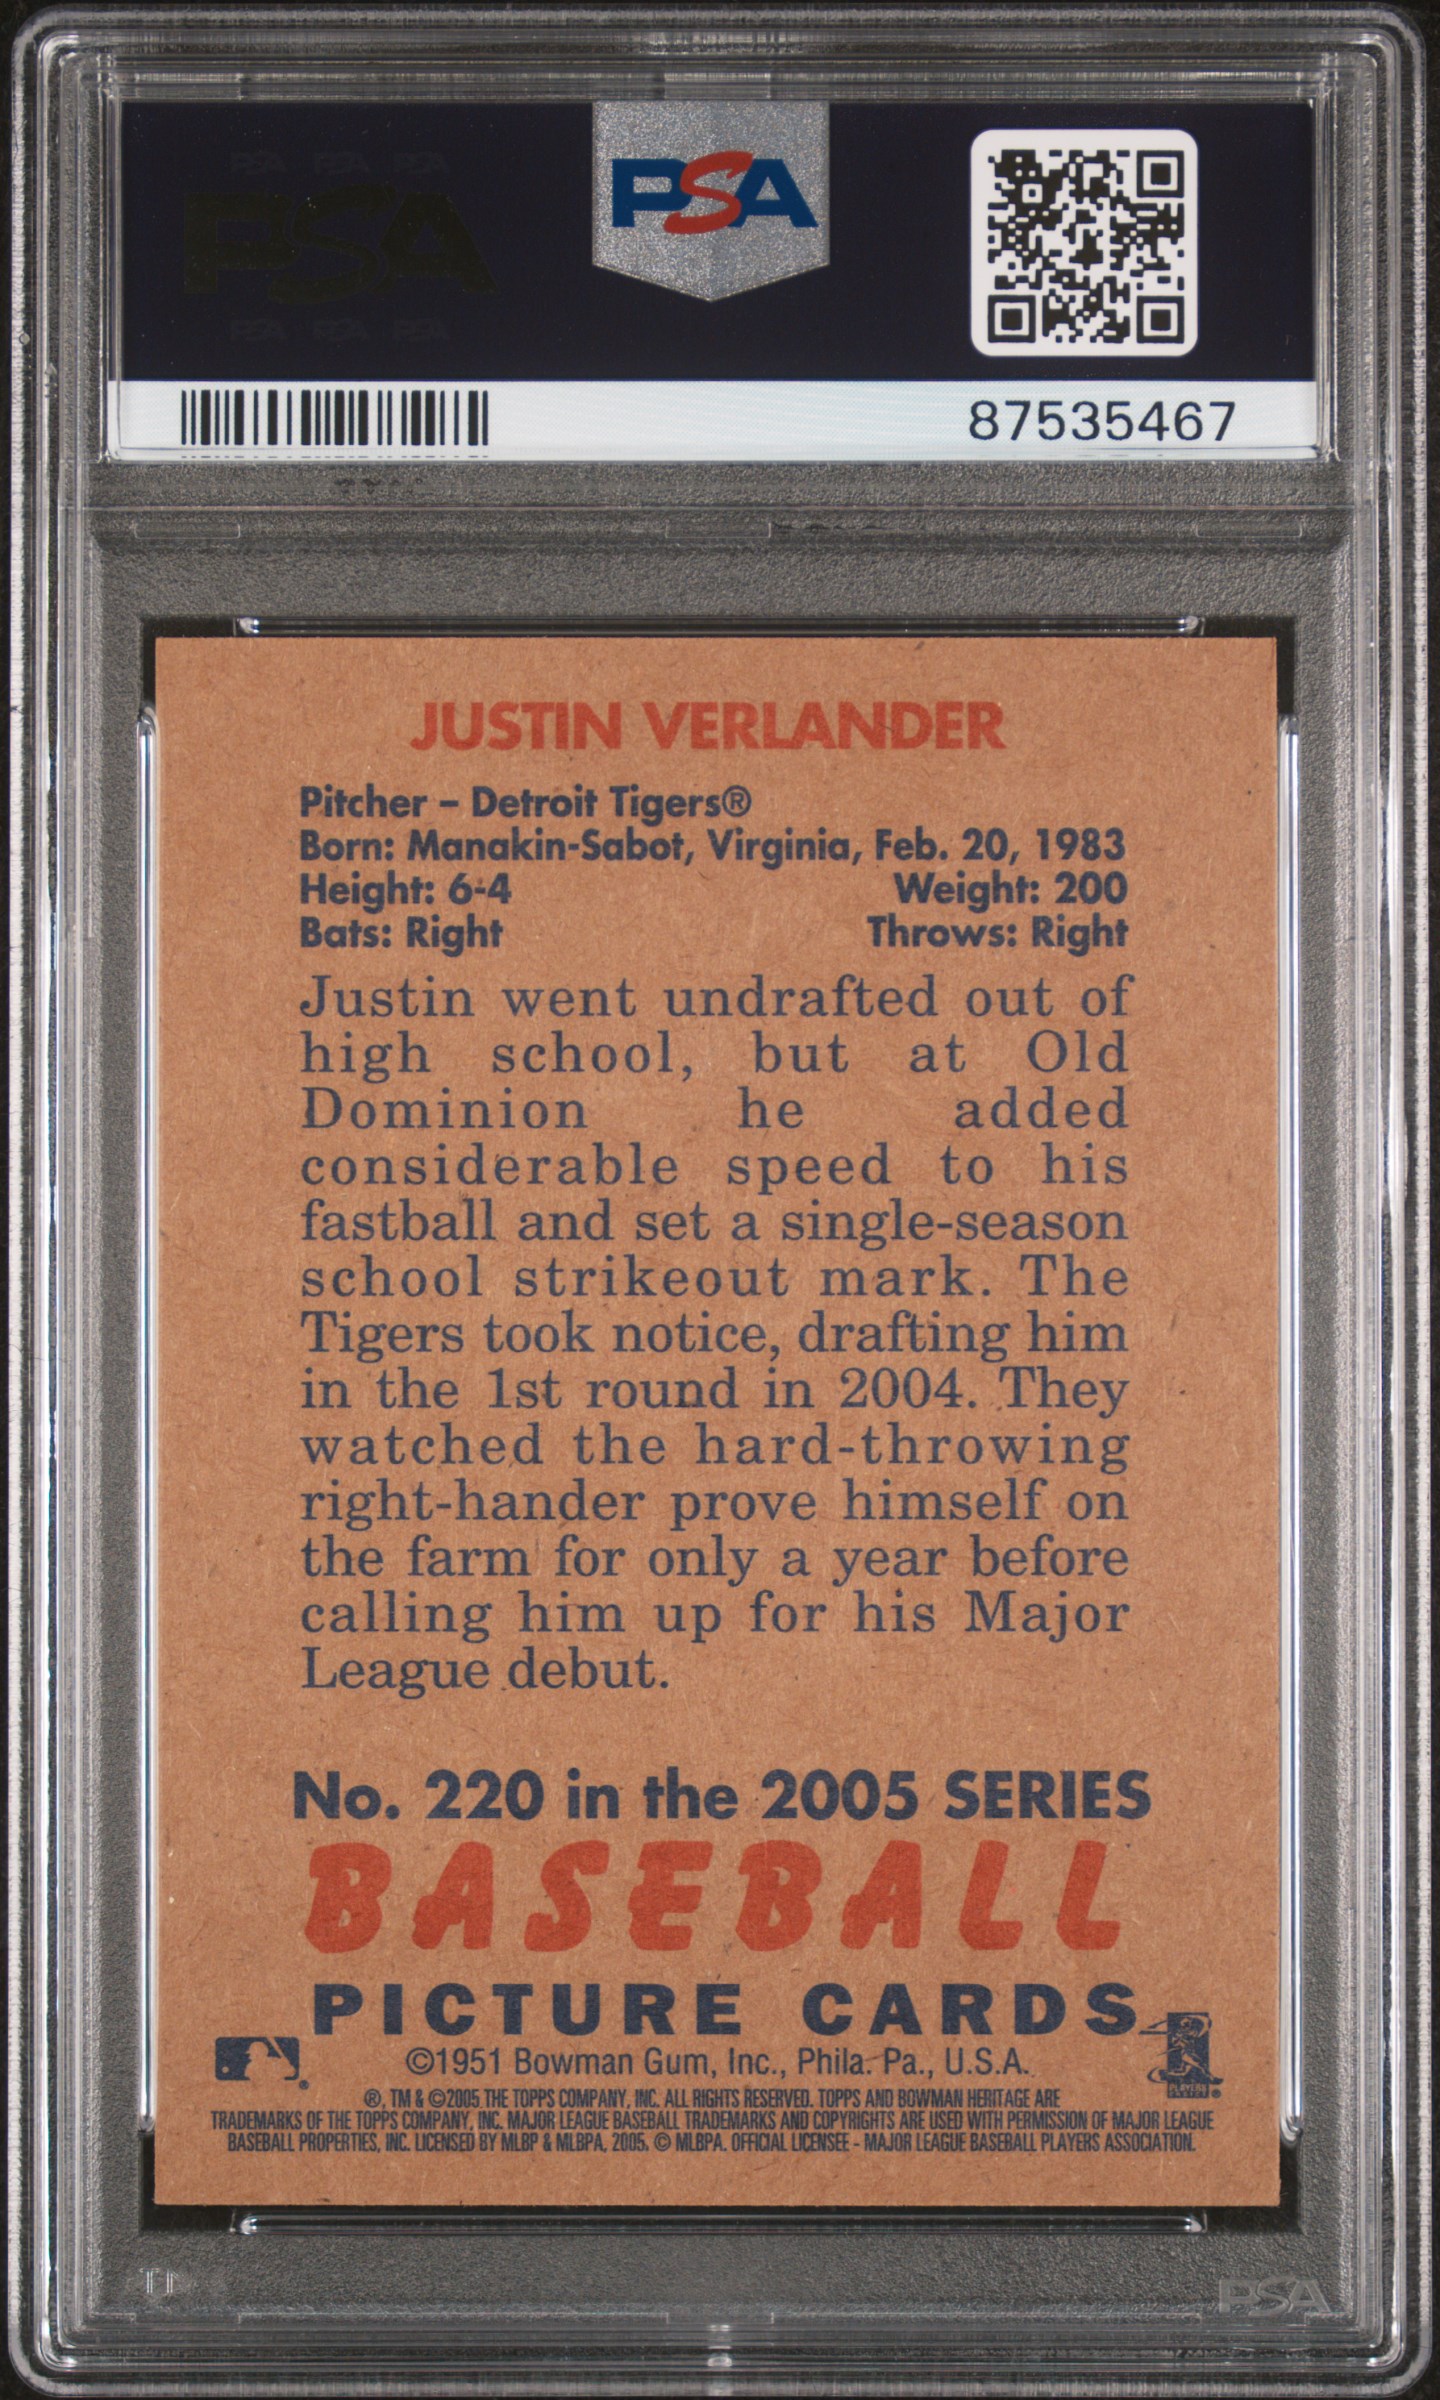 PSA
PSA PSA PSA
PSA
PSA PSA PSA
87535467
JUSTIN VERLANDER
Pitcher – Detroit Tigers®
Born: Manakin-Sabot, Virginia, Feb. 20, 1983
Height: 6-4 Weight: 200
Bats: Right Throws: Right
Justin went undrafted out of
high school, but at Old
Dominion he added
considerable speed to his
fastball and set a single-season
school strikeout mark. The
Tigers took notice, drafting him
in the 1st round in 2004. They
watched the hard-throwing
right-hander prove himself on
the farm for only a year before
calling him up for his Major
League debut.
No. 220 in the 2005 SERIES
BASEBALL
PICTURE CARDS
©1951 Bowman Gum, Inc., Phila. Pa., U.S.A.
®, TM & ©2005 THE TOPPS COMPANY, INC. ALL RIGHTS RESERVED. TOPPS AND BOWMAN HERITAGE ARE
TRADEMARKS OF THE TOPPS COMPANY, INC. MAJOR LEAGUE BASEBALL TRADEMARKS AND COPYRIGHTS ARE USED WITH PERMISSION OF MAJOR LEAGUE
BASEBALL PROPERTIES, INC. LICENSED BY MLBP & MLBPA, 2005. © MLBPA. OFFICIAL LICENSEE - MAJOR LEAGUE BASEBALL PLAYERS ASSOCIATION.
PSA